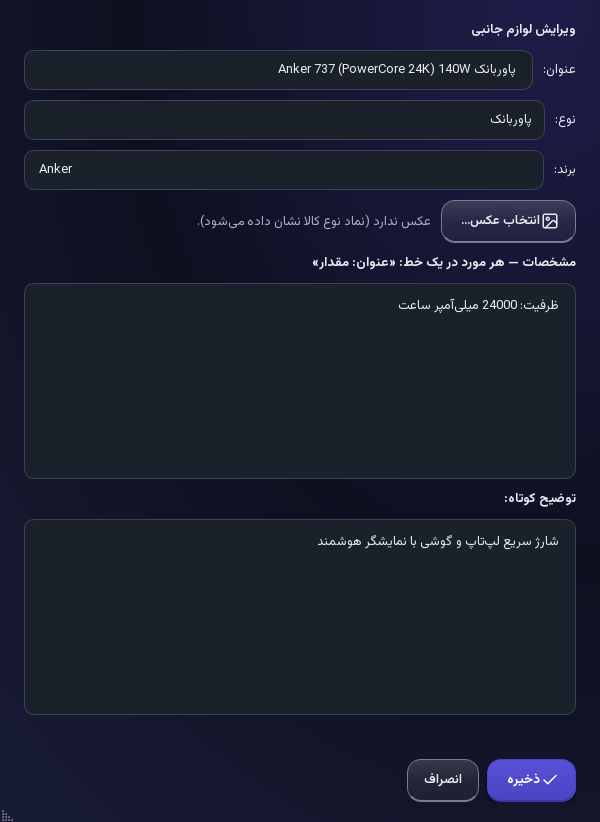 ویرایش لوازم جانبی
عنوان: پاوربانک Anker 737 (PowerCore 24K) 140W
نوع: پاوربانک
برند: Anker
انتخاب عکس... عکس ندارد (نماد نوع کالا نشان داده می‌شود).
مشخصات — هر مورد در یک خط: «عنوان: مقدار»
ظرفیت: 24000 میلی‌آمپر ساعت
توضیح کوتاه:
شارژ سریع لپ‌تاپ و گوشی با نمایشگر هوشمند
ذخیره انصراف